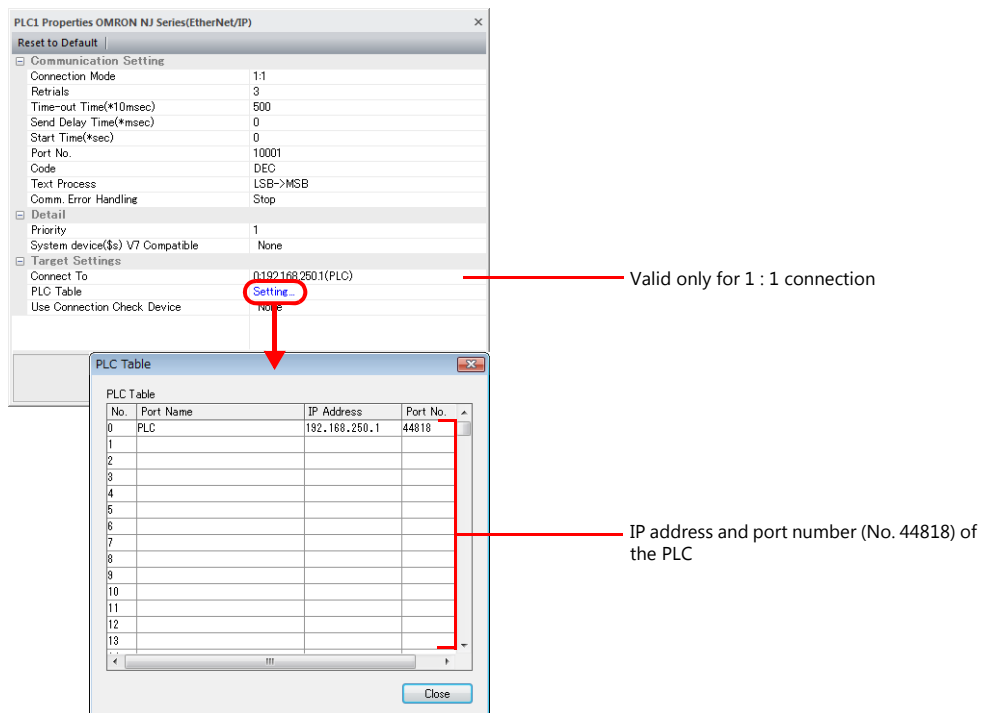 PLC1 Properties OMRON NJ Series(EtherNet/IP)
Reset to Default
Communication Setting
Connection Mode 1:1
Retrials 3
Time-out Time(*10msec) 500
Send Delay Time(*msec) 0
Start Time(*sec) 0
Port No. 10001
Code DEC
Text Process LSB->MSB
Comm. Error Handling Stop
Detail
Priority 1
System device($s) V7 Compatible None
Target Settings
Connect To 0:192.168.250.1(PLC)
Valid only for 1 : 1 connection
PLC Table Setting...
Use Connection Check Device None
PLC Table
PLC Table
No. Port Name IP Address Port No.
0 PLC 192.168.250.1 44818
1
2
3
4
5
6
7
8
9
10
11
12
13
IP address and port number (No. 44818) of
the PLC
Close